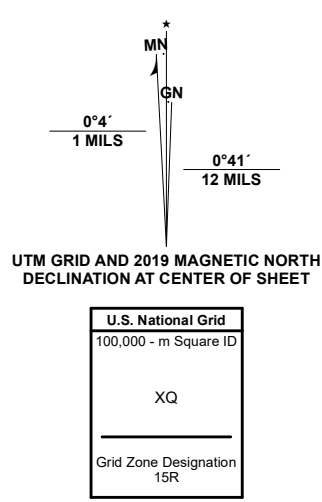 ★
MN
GN
0°4´
1 MILS
0°41´
12 MILS
UTM GRID AND 2019 MAGNETIC NORTH
DECLINATION AT CENTER OF SHEET
U.S. National Grid
100,000 - m Square ID
XQ
Grid Zone Designation
15R